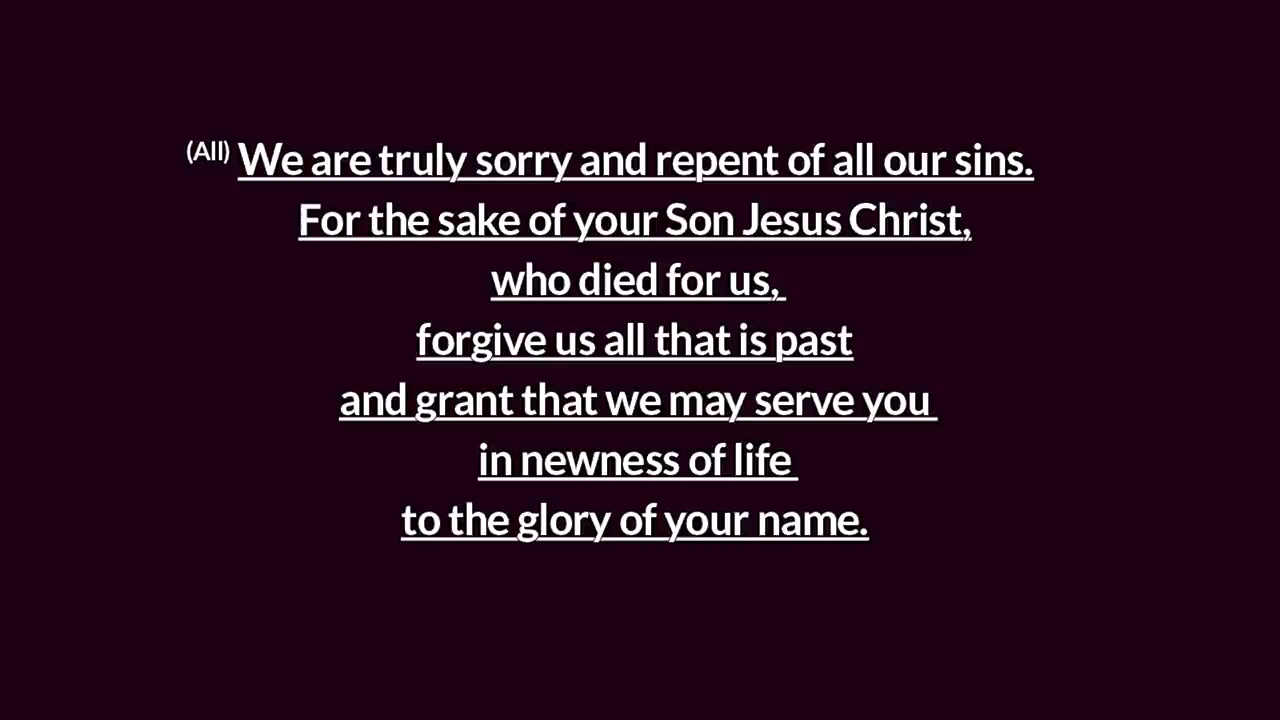 (All) We are truly sorry and repent of all our sins.
For the sake of your Son Jesus Christ,
who died for us,
forgive us all that is past
and grant that we may serve you
in newness of life
to the glory of your name.